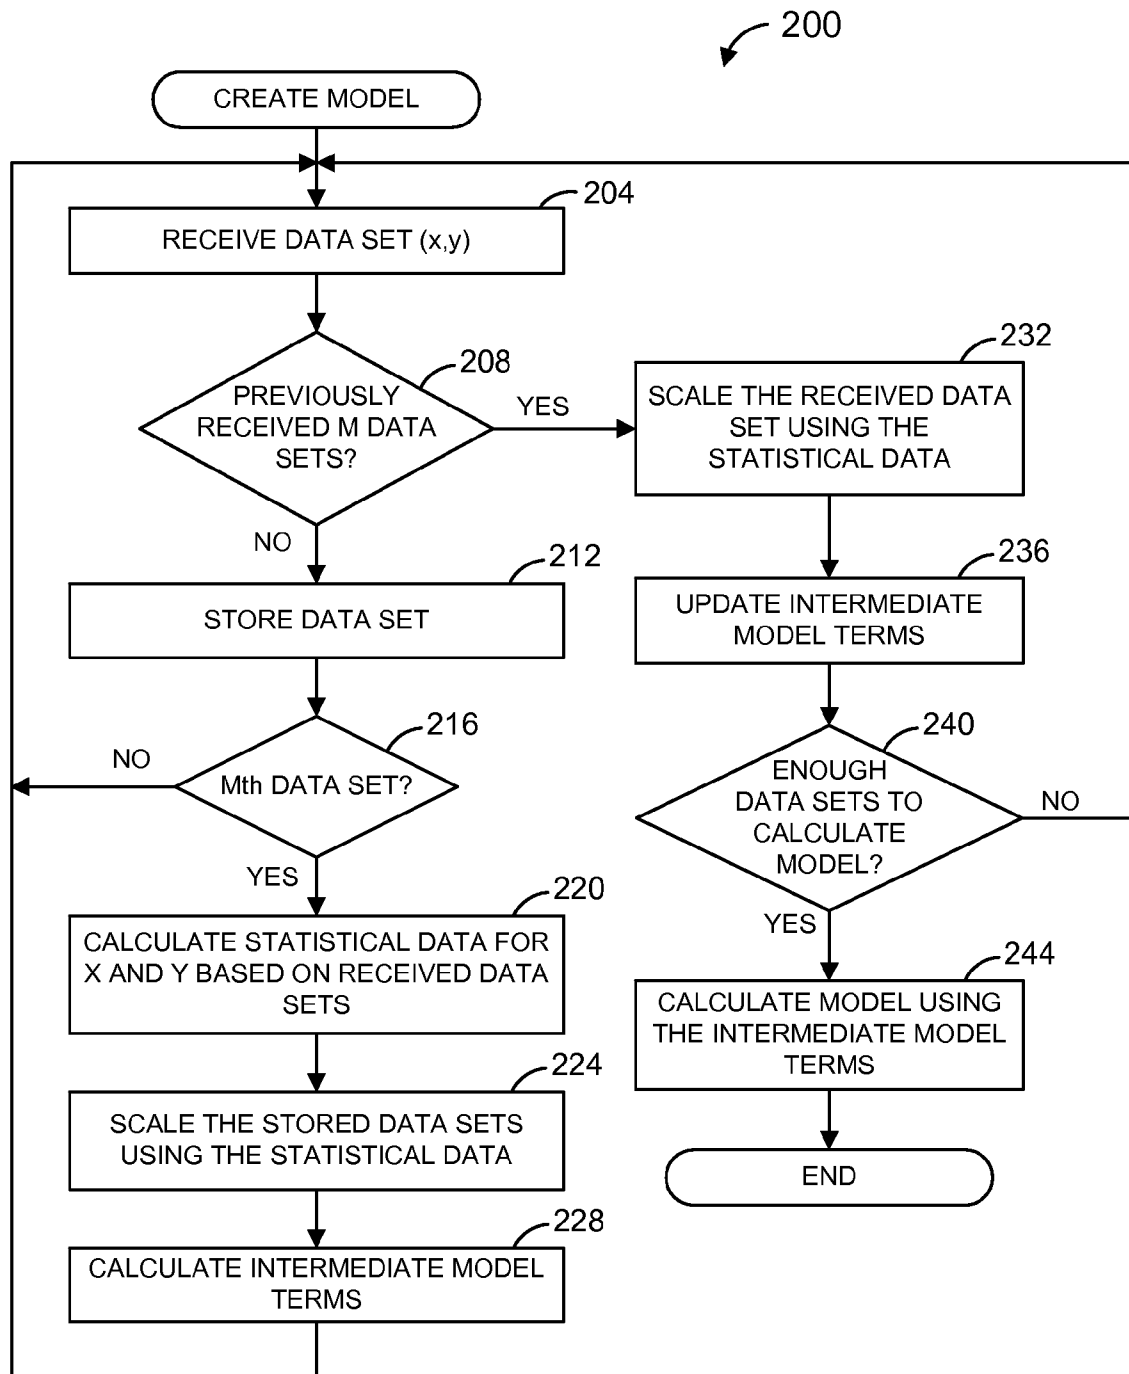 200
CREATE MODEL
204
RECEIVE DATA SET (x,y)
208
PREVIOUSLY
RECEIVED M DATA
SETS?
YES
NO
212
STORE DATA SET
216
Mth DATA SET?
NO
YES
220
CALCULATE STATISTICAL DATA FOR
X AND Y BASED ON RECEIVED DATA
SETS
224
SCALE THE STORED DATA SETS
USING THE STATISTICAL DATA
228
CALCULATE INTERMEDIATE MODEL
TERMS
232
SCALE THE RECEIVED DATA
SET USING THE
STATISTICAL DATA
236
UPDATE INTERMEDIATE
MODEL TERMS
240
ENOUGH
DATA SETS TO
CALCULATE
MODEL?
NO
YES
244
CALCULATE MODEL USING
THE INTERMEDIATE MODEL
TERMS
END